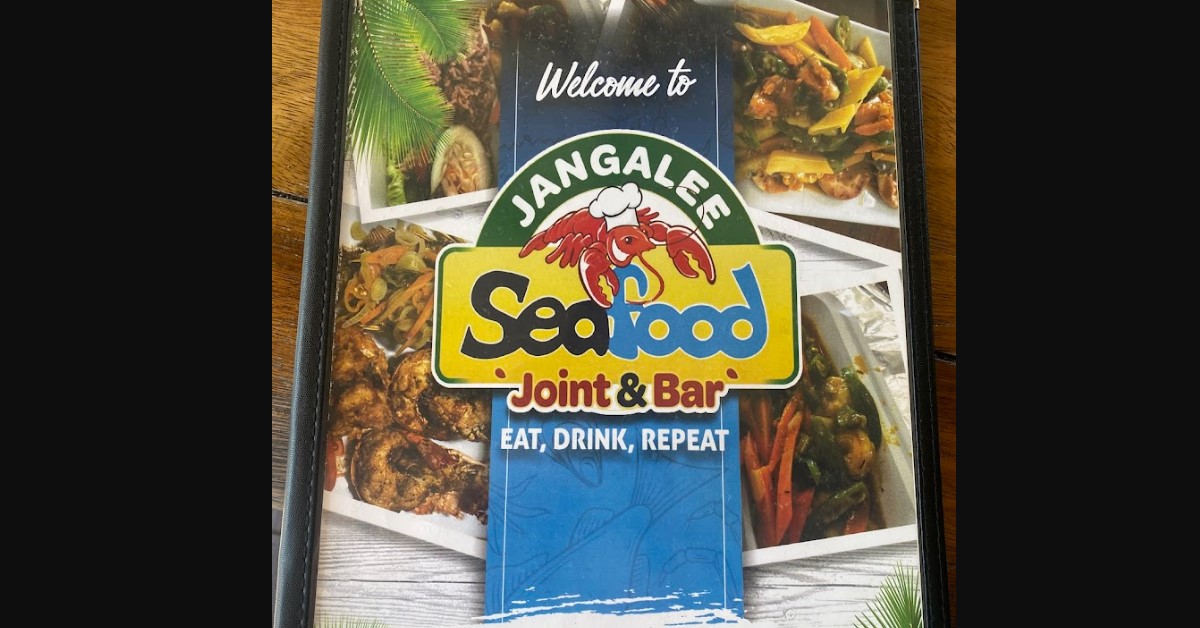 Welcome to
JANGALEE
Seafood
'Joint & Bar'
EAT, DRINK, REPEAT